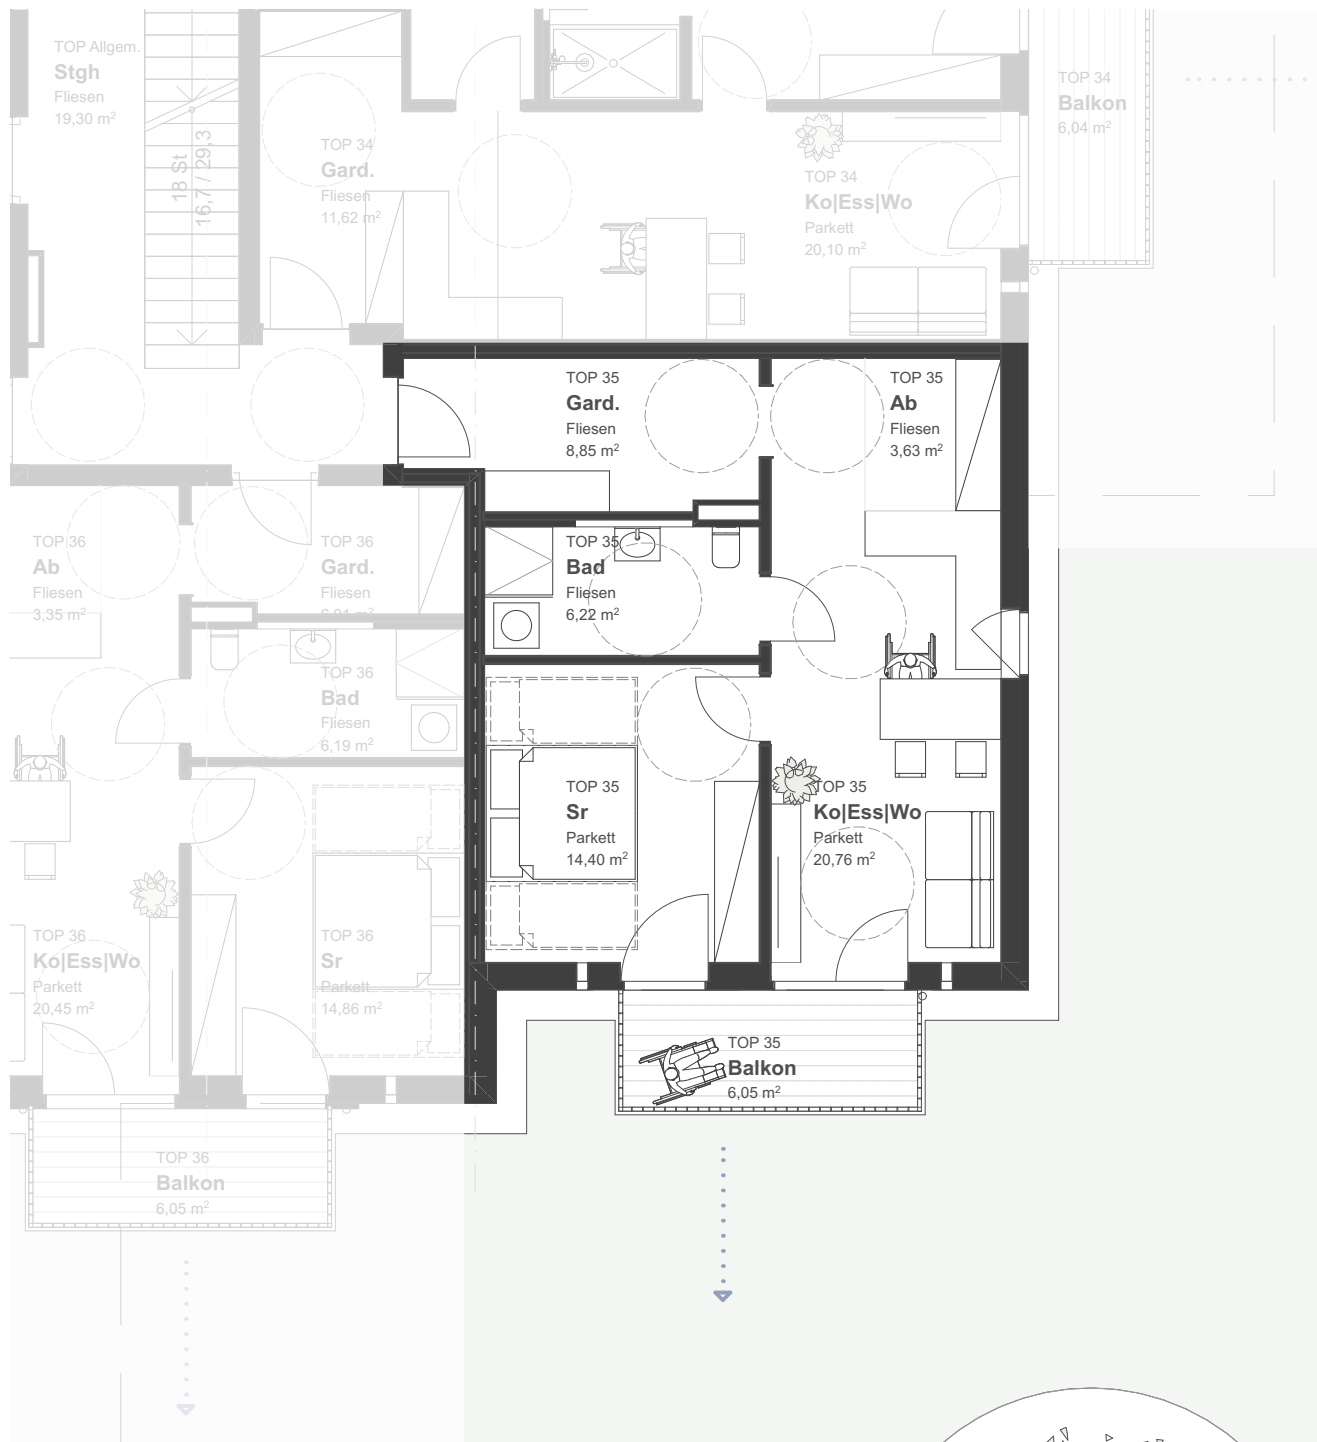 TOP Allgem.
Stgh
Fliesen
19,30 m²
18 St
16,7 / 29,3
TOP 34
Gard.
Fliesen
11,62 m²
TOP 34
Ko|Ess|Wo
Parkett
20,10 m²
TOP 34
Balkon
6,04 m²
TOP 35
Gard.
Fliesen
8,85 m²
TOP 35
Ab
Fliesen
3,63 m²
TOP 36
Ab
Fliesen
3,35 m²
TOP 36
Gard.
Fliesen
6,91 m²
TOP 35
Bad
Fliesen
6,22 m²
TOP 36
Bad
Fliesen
6,19 m²
TOP 35
Sr
Parkett
14,40 m²
TOP 35
Ko|Ess|Wo
Parkett
20,76 m²
TOP 36
Ko|Ess|Wo
Parkett
20,45 m²
TOP 36
Sr
Parkett
14,86 m²
TOP 35
Balkon
6,05 m²
TOP 36
Balkon
6,05 m²